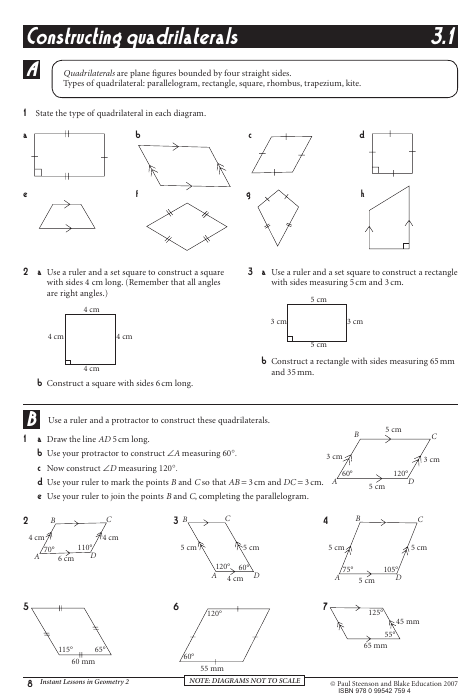 Constructing quadrilaterals 3.1
A
Quadrilaterals are plane figures bounded by four straight sides.
Types of quadrilateral: parallelogram, rectangle, square, rhombus, trapezium, kite.
1 State the type of quadrilateral in each diagram.
a b c d
e f g h
2 a Use a ruler and a set square to construct a square
with sides 4 cm long. (Remember that all angles
are right angles.)
4 cm
4 cm 4 cm
4 cm
b Construct a square with sides 6 cm long.
3 a Use a ruler and a set square to construct a rectangle
with sides measuring 5 cm and 3 cm.
5 cm
3 cm 3 cm
5 cm
b Construct a rectangle with sides measuring 65 mm
and 35 mm.
B
Use a ruler and a protractor to construct these quadrilaterals.
1 a Draw the line AD 5 cm long.
b Use your protractor to construct ∠A measuring 60°.
c Now construct ∠D measuring 120°.
d Use your ruler to mark the points B and C so that AB = 3 cm and DC = 3 cm.
e Use your ruler to join the points B and C, completing the parallelogram.
5 cm
B C
3 cm 3 cm
60° 120°
A D
5 cm
2
B C
4 cm 4 cm
70° 110°
A D
6 cm
3
B C
5 cm 5 cm
120° 60°
A D
4 cm
4
B C
5 cm 5 cm
75° 105°
A D
5 cm
5
115° 65°
60 mm
6
120°
60°
55 mm
7
125°
45 mm
55°
65 mm
8 Instant Lessons in Geometry 2
NOTE: DIAGRAMS NOT TO SCALE
© Paul Steenson and Blake Education 2007
ISBN 978 0 99542 759 4